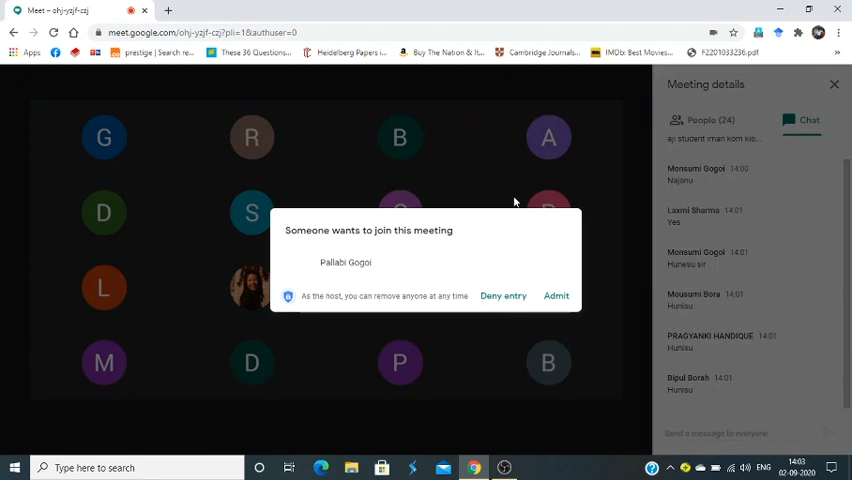 Meet – ohj-yzjf-czj
meet.google.com/ohj-yzjf-czj?pli=1&authuser=0
Apps prestige | Search re... These 36 Questions... Heidelberg Papers i... Buy The Nation & It... Cambridge Journals... IMDb: Best Movies... F2201033236.pdf
G R B A
D S
L
M D P B
Someone wants to join this meeting
Pallabi Gogoi
As the host, you can remove anyone at any time Deny entry Admit
Meeting details
People (24) Chat
aji student iman kom kio...
Monsumi Gogoi 14:00
Najanu
Laxmi Sharma 14:01
Yes
Monsumi Gogoi 14:01
Hunesu sir
Mousumi Bora 14:01
Hunisu
PRAGYANKI HANDIQUE 14:01
Hunisu
Bipul Borah 14:01
Hunisu
Send a message to everyone
Type here to search
ENG
14:03
02-09-2020